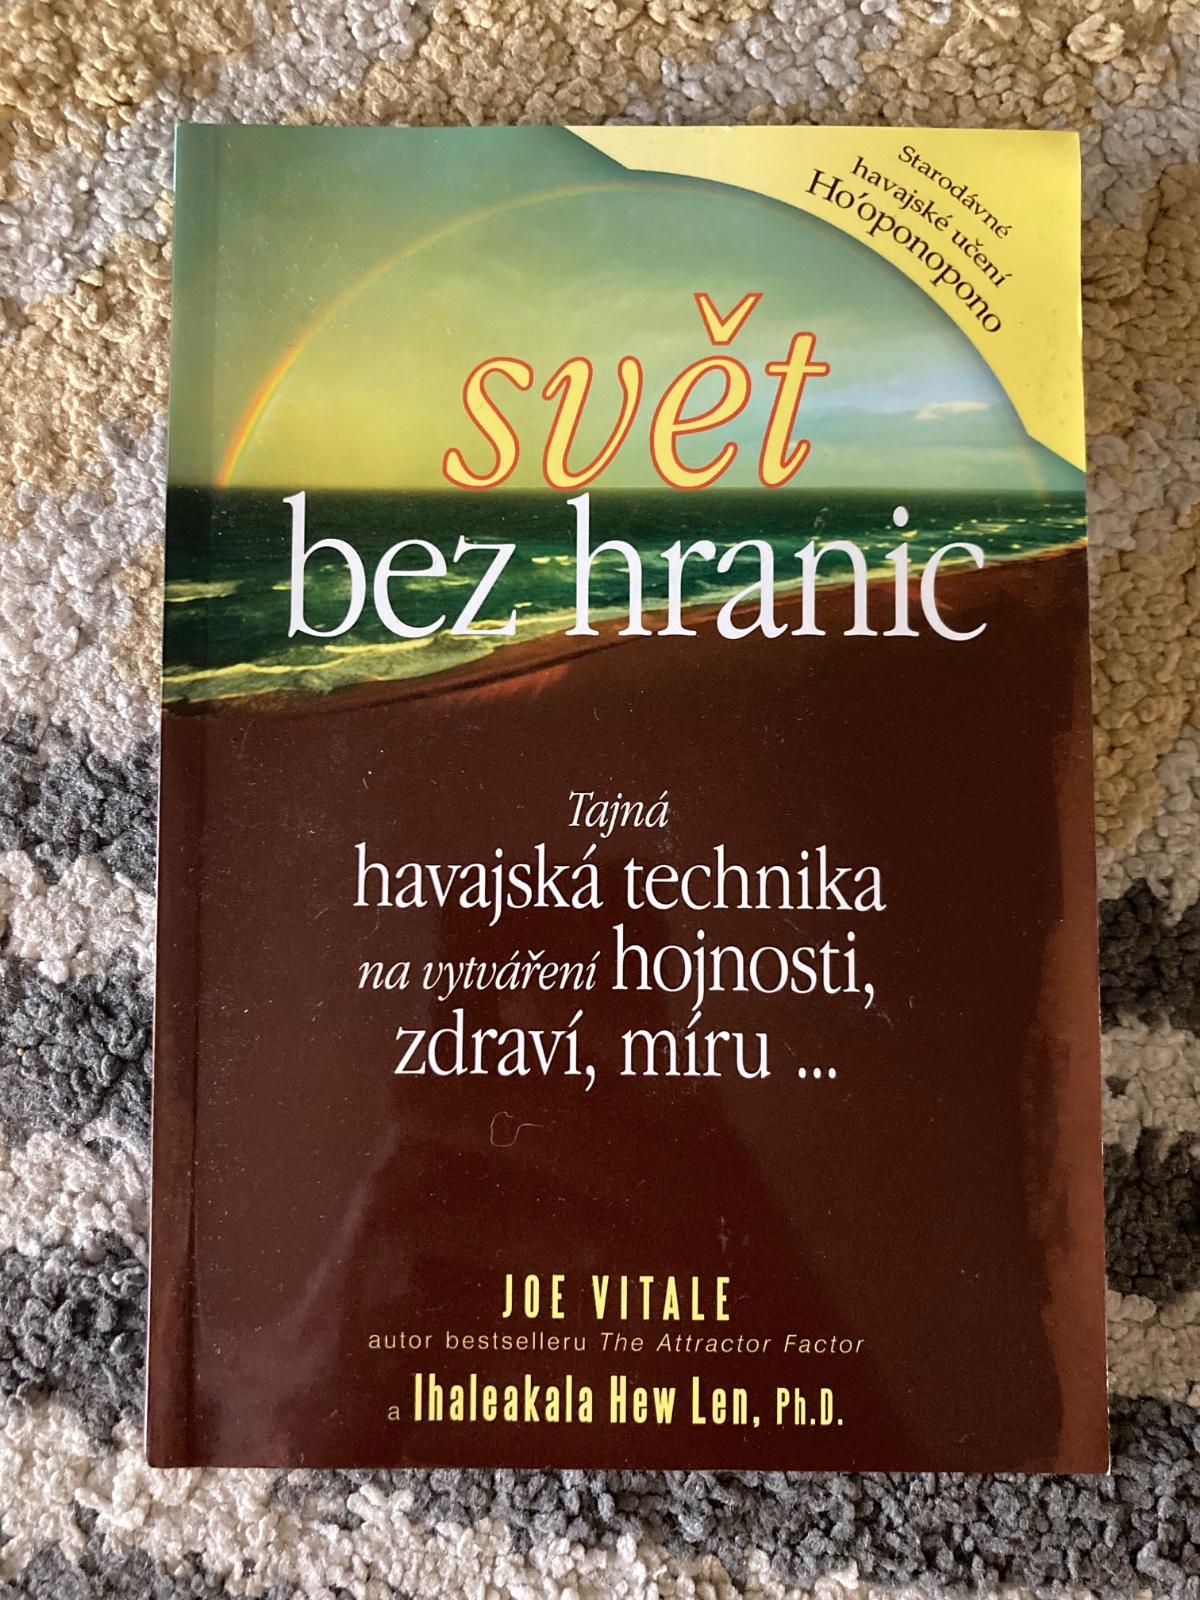 Starodávné
havajské učení
Ho'oponopono
svět
bez hranic
Tajná
havajská technika
na vytváření hojnosti,
zdraví, míru ...
JOE VITALE
autor bestselleru The Attractor Factor
a Ihaleakala Hew Len, Ph.D.